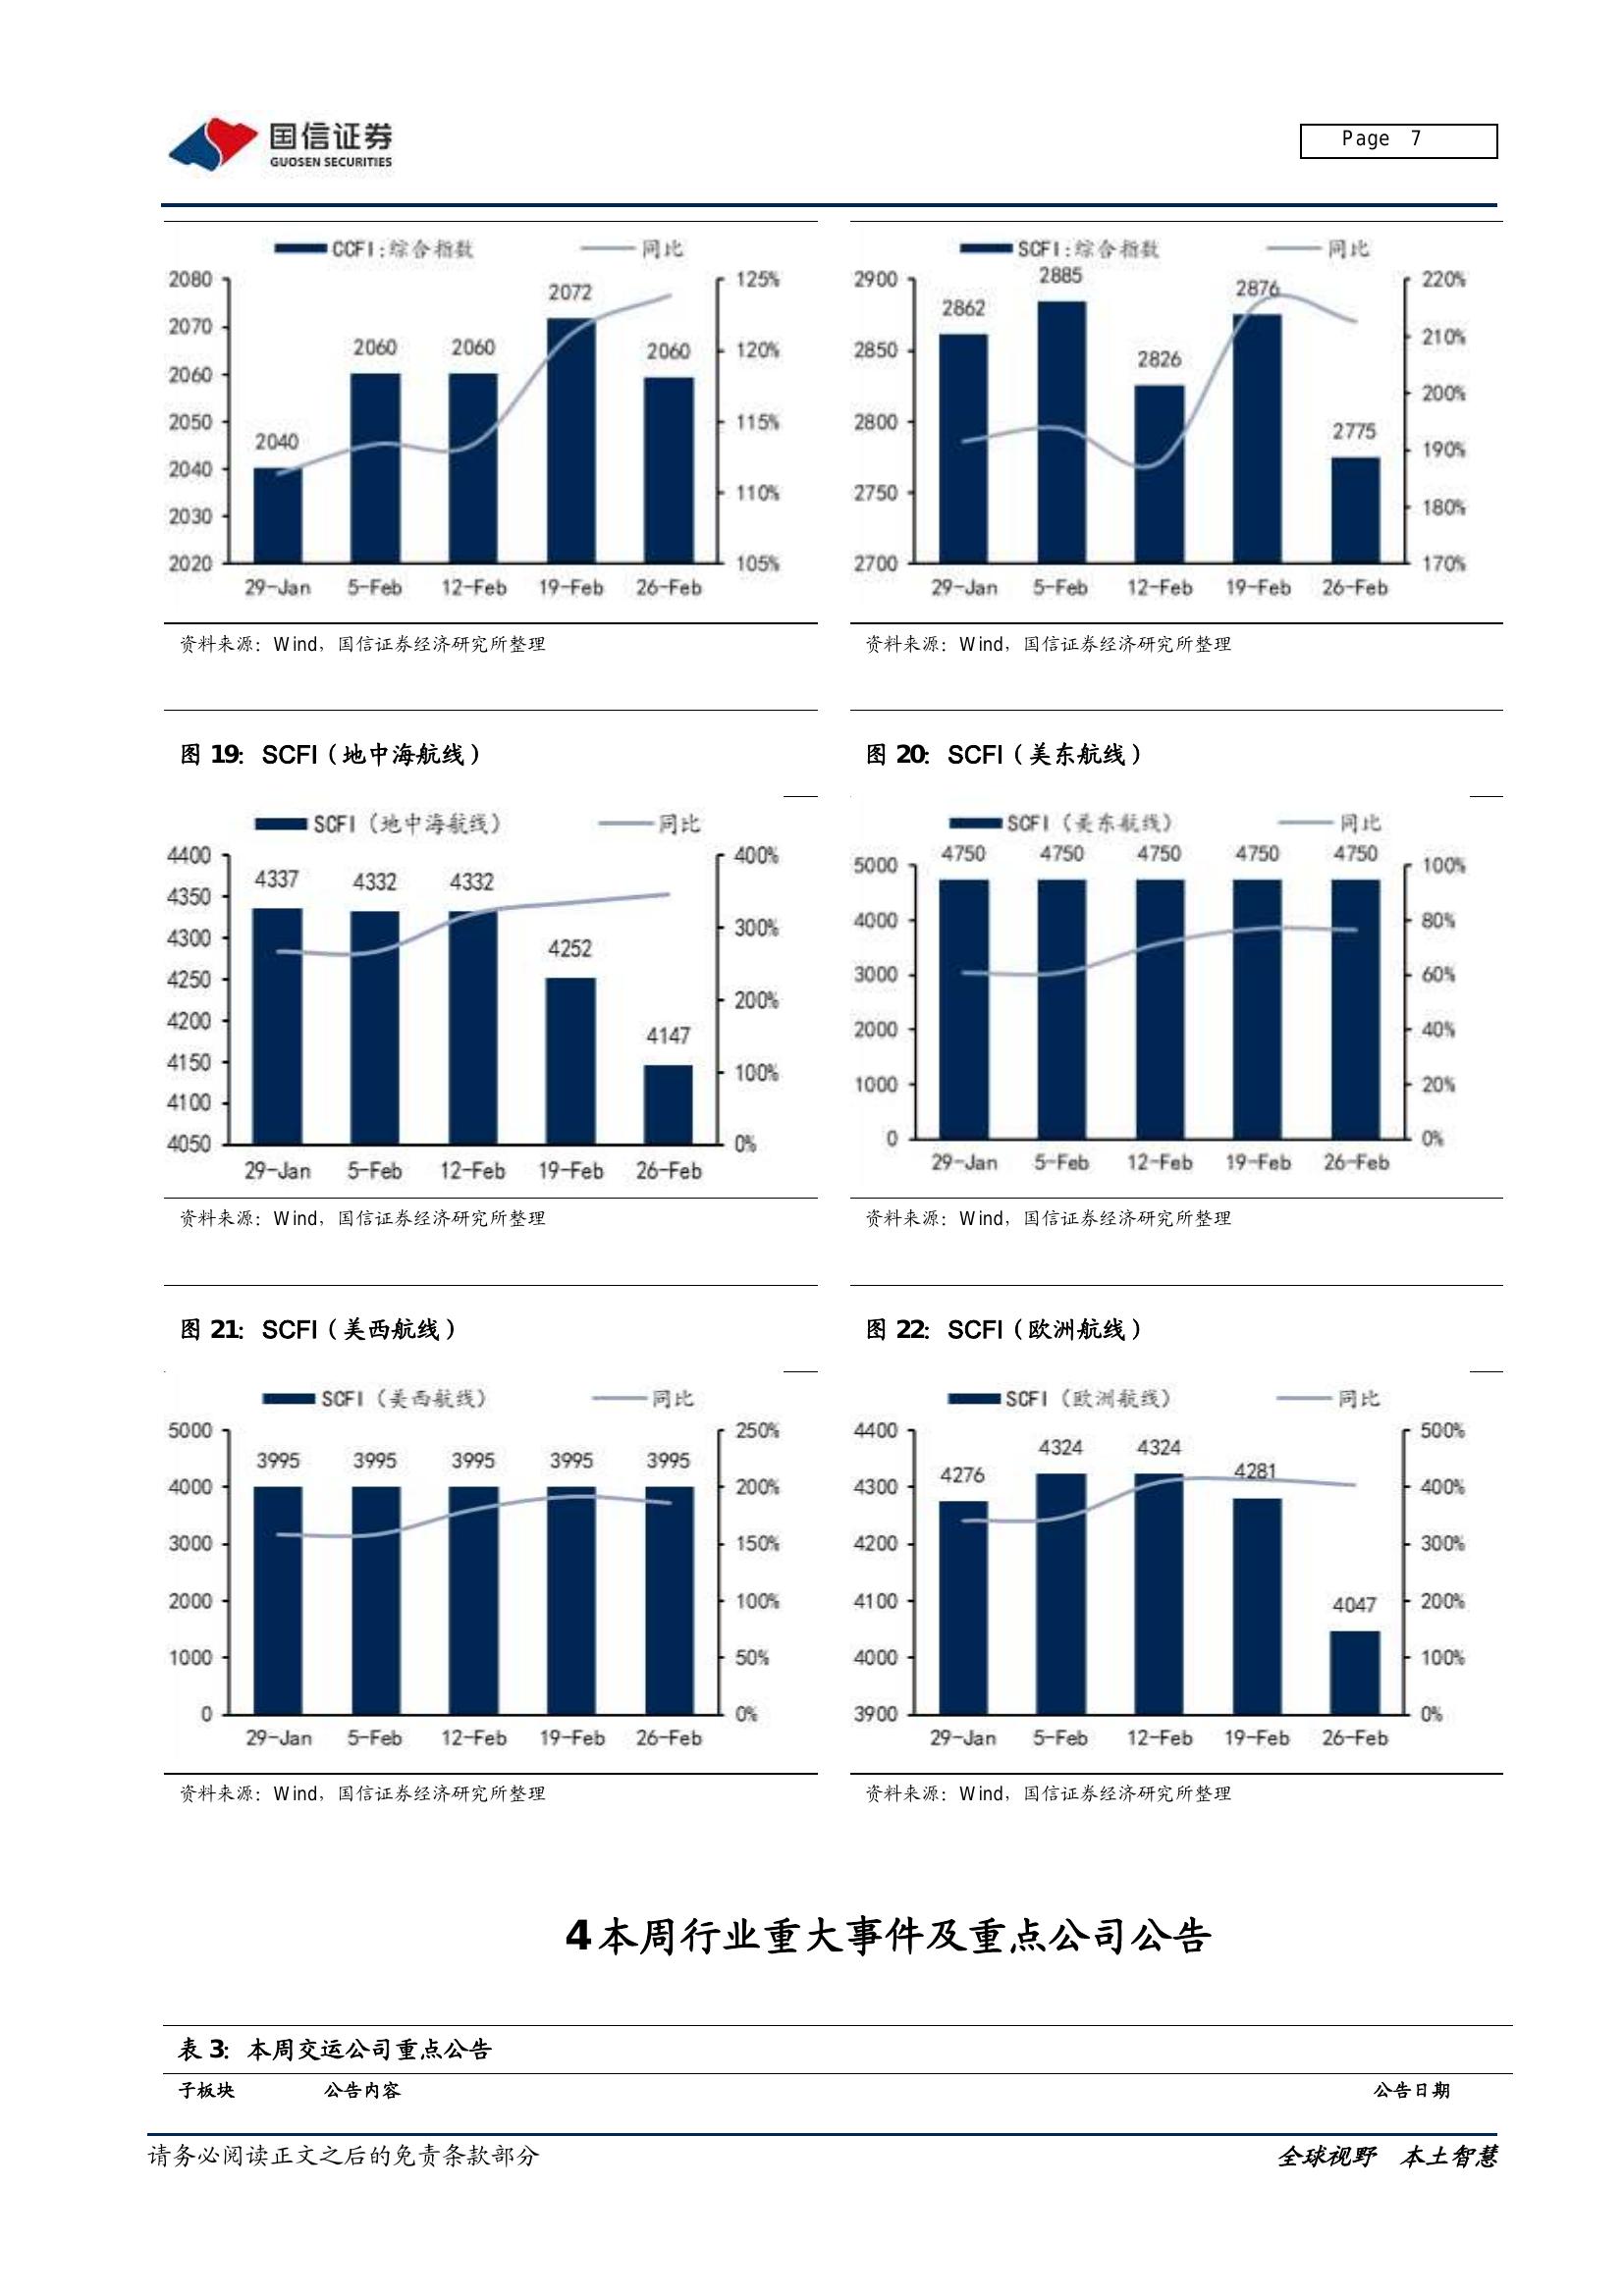 国信证券
GUOSEN SECURITIES
Page 7
CCFI:综合指数 同比
2080 125%
2072
2070
2060 2060 120% 2060
2060
2050 115%
2040
2040
110%
2030
2020 105%
29-Jan 5-Feb 12-Feb 19-Feb 26-Feb
资料来源：Wind，国信证券经济研究所整理
SCFI:综合指数 同比
2885
2900 2876 220%
2862
210%
2850 2826
200%
2800 2775
190%
2750
180%
2700 170%
29-Jan 5-Feb 12-Feb 19-Feb 26-Feb
资料来源：Wind，国信证券经济研究所整理
图 19：SCFI（地中海航线）
SCFI（地中海航线） 同比
4400 400%
4337 4332 4332
4350
300%
4300
4252
4250
200%
4200
4147
4150
100%
4100
4050 0%
29-Jan 5-Feb 12-Feb 19-Feb 26-Feb
资料来源：Wind，国信证券经济研究所整理
图 20：SCFI（美东航线）
SCFI（美东航线） 同比
4750 4750 4750 4750 4750
5000 100%
4000 80%
3000 60%
2000 40%
1000 20%
0 0%
29-Jan 5-Feb 12-Feb 19-Feb 26-Feb
资料来源：Wind，国信证券经济研究所整理
图 21：SCFI（美西航线）
SCFI（美西航线） 同比
5000 250%
3995 3995 3995 3995 3995
4000 200%
3000 150%
2000 100%
1000 50%
0 0%
29-Jan 5-Feb 12-Feb 19-Feb 26-Feb
资料来源：Wind，国信证券经济研究所整理
图 22：SCFI（欧洲航线）
SCFI（欧洲航线） 同比
4400 500%
4324 4324
4276 4281
4300 400%
4200 300%
4100 4047 200%
4000 100%
3900 0%
29-Jan 5-Feb 12-Feb 19-Feb 26-Feb
资料来源：Wind，国信证券经济研究所整理
4本周行业重大事件及重点公司公告
表 3：本周交运公司重点公告
子板块 公告内容 公告日期
请务必阅读正文之后的免责条款部分
全球视野 本土智慧